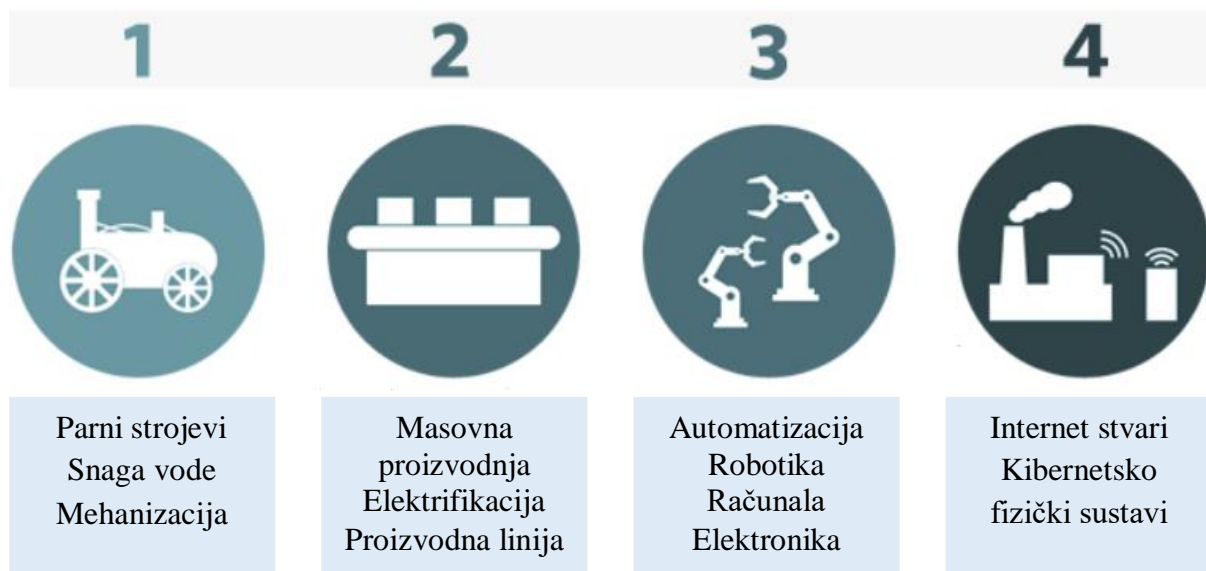 1
2
3
4
Parni strojevi
Snaga vode
Mehanizacija
Masovna
proizvodnja
Elektrifikacija
Proizvodna linija
Automatizacija
Robotika
Računala
Elektronika
Internet stvari
Kibernetsko
fizički sustavi